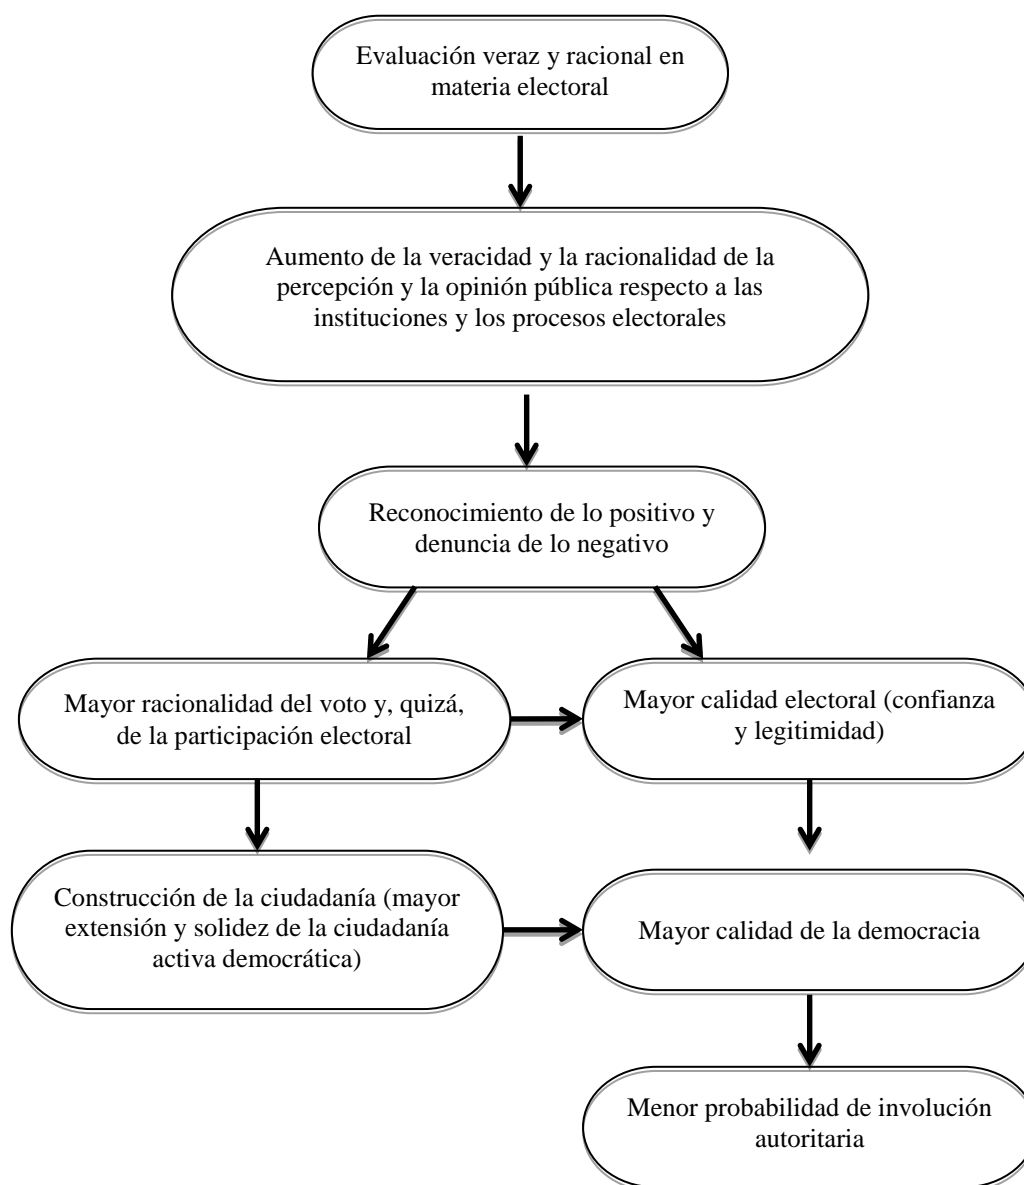 Evaluación veraz y racional en
materia electoral
Aumento de la veracidad y la racionalidad de la
percepción y la opinión pública respecto a las
instituciones y los procesos electorales
Reconocimiento de lo positivo y
denuncia de lo negativo
Mayor racionalidad del voto y, quizá,
de la participación electoral
Mayor calidad electoral (confianza
y legitimidad)
Construcción de la ciudadanía (mayor
extensión y solidez de la ciudadanía
activa democrática)
Mayor calidad de la democracia
Menor probabilidad de involución
autoritaria